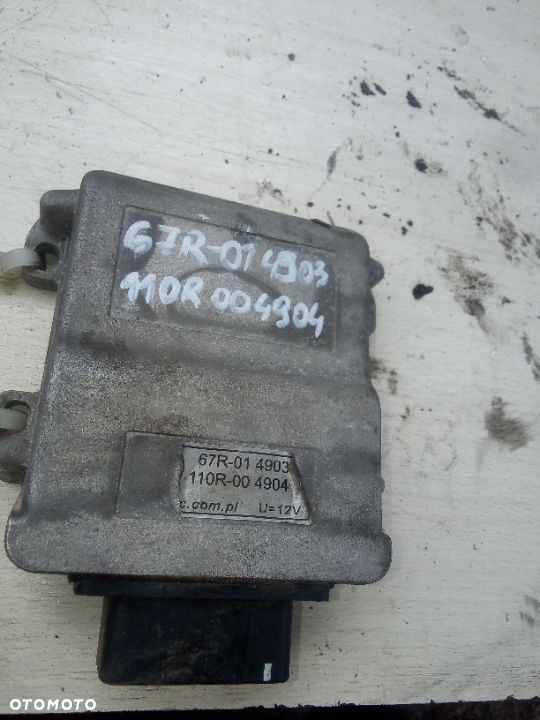 67R-01 4903
110R 004904
67R-01 4903
110R-00 4904
c.com.pl U=12V
OTOMOTO